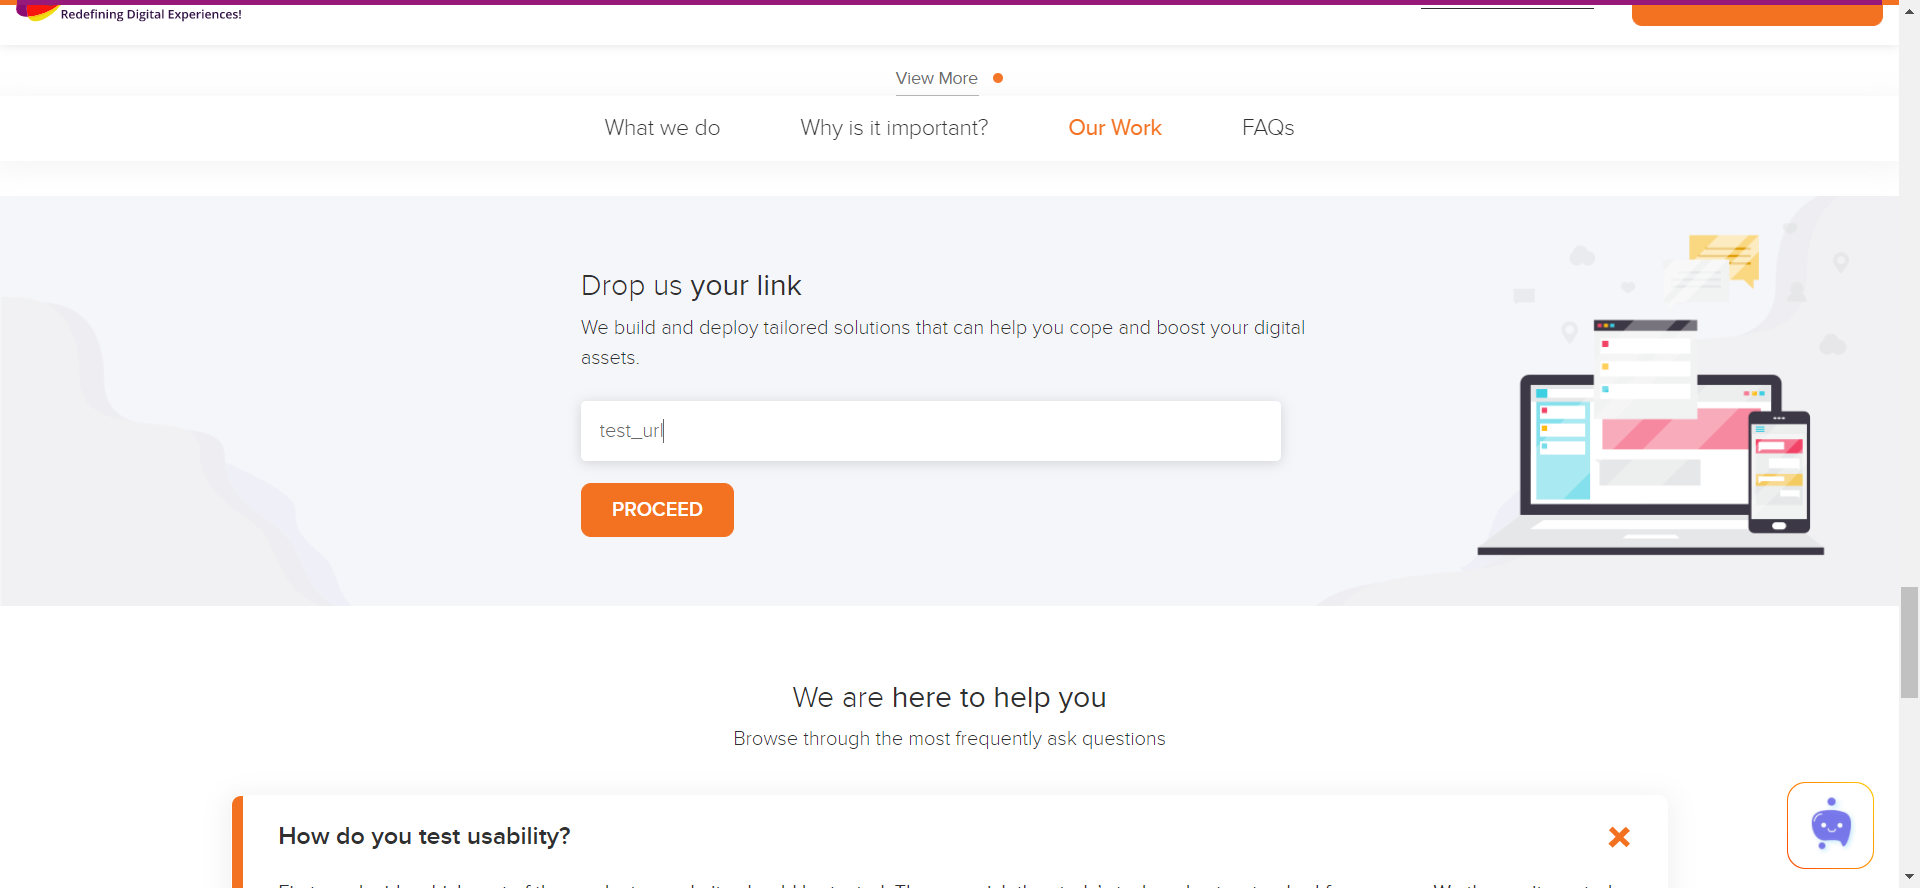 Redefining Digital Experiences!
View More
What we do
Why is it important?
Our Work
FAQs
Drop us your link
We build and deploy tailored solutions that can help you cope and boost your digital
assets.
test_url
PROCEED
We are here to help you
Browse through the most frequently ask questions
How do you test usability?